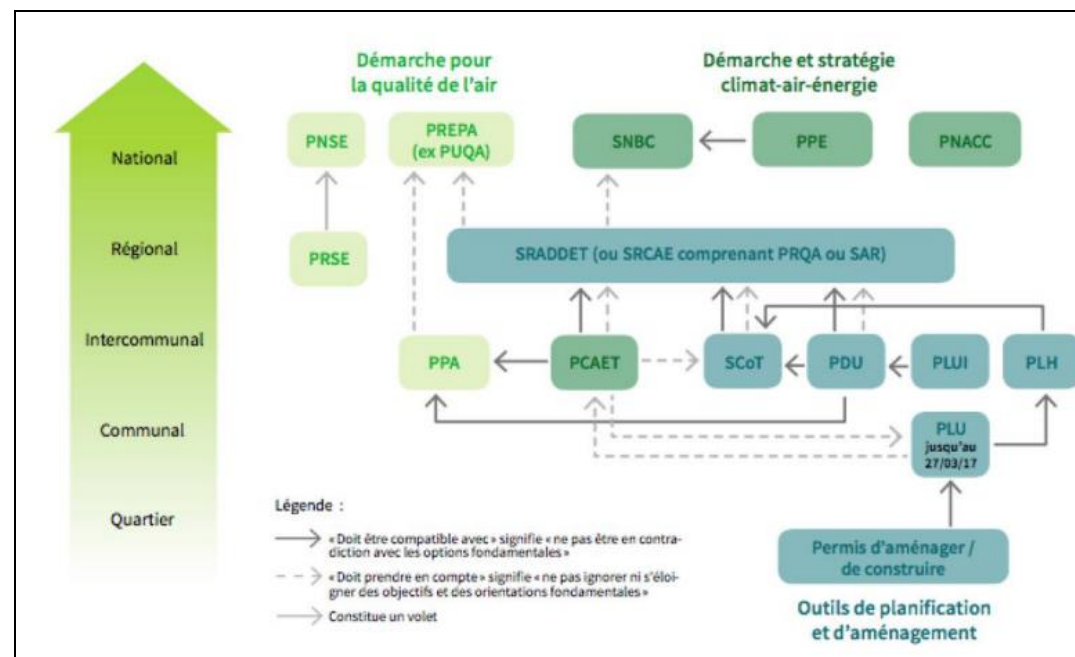 Démarche pour
la qualité de l'air
Démarche et stratégie
climat-air-énergie
National
PNSE
PREPA
(ex PUQA)
SNBC
PPE
PNACC
Régional
PRSE
SRADDET (ou SRCAE comprenant PRQA ou SAR)
Intercommunal
PPA
PCAET
SCoT
PDU
PLUI
PLH
Communal
PLU
jusqu'au
27/03/17
Quartier
Permis d'aménager /
de construire
Outils de planification
et d'aménagement
Légende :
« Doit être compatible avec » signifie « ne pas être en contra-
diction avec les options fondamentales »
« Doit prendre en compte » signifie « ne pas ignorer ni s'éloi-
gner des objectifs et des orientations fondamentales »
Constitue un volet